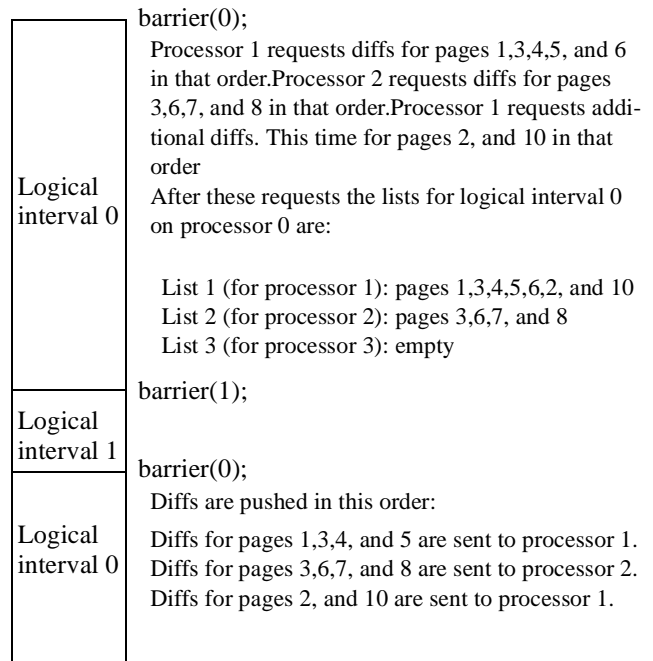 barrier(0);
Processor 1 requests diffs for pages 1,3,4,5, and 6
in that order.Processor 2 requests diffs for pages
3,6,7, and 8 in that order.Processor 1 requests addi-
tional diffs. This time for pages 2, and 10 in that
order
Logical
interval 0
After these requests the lists for logical interval 0
on processor 0 are:
List 1 (for processor 1): pages 1,3,4,5,6,2, and 10
List 2 (for processor 2): pages 3,6,7, and 8
List 3 (for processor 3): empty
barrier(1);
Logical
interval 1
barrier(0);
Diffs are pushed in this order:
Logical
interval 0
Diffs for pages 1,3,4, and 5 are sent to processor 1.
Diffs for pages 3,6,7, and 8 are sent to processor 2.
Diffs for pages 2, and 10 are sent to processor 1.